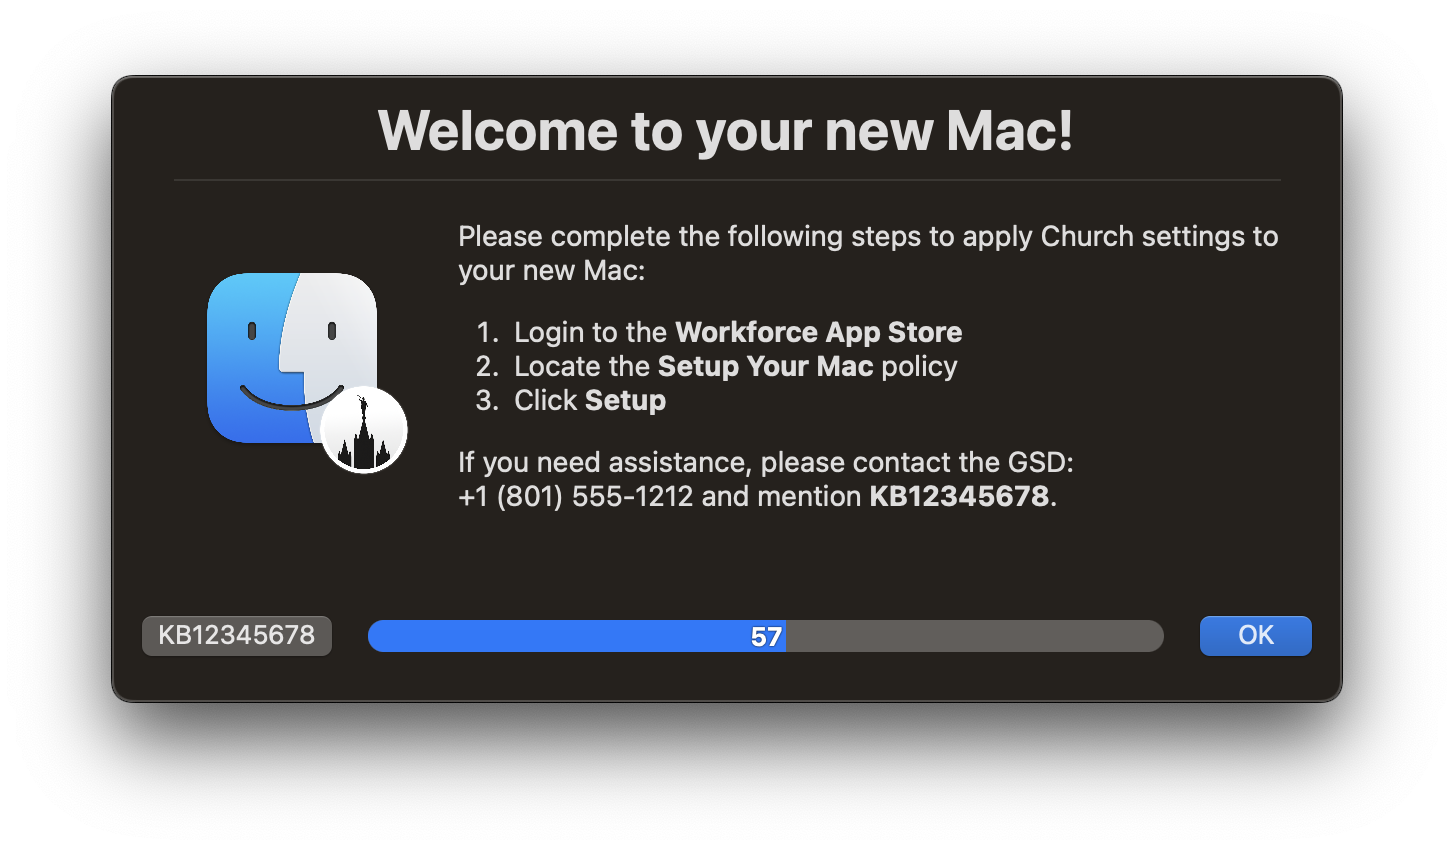 Welcome to your new Mac!
Please complete the following steps to apply Church settings to
your new Mac:
1. Login to the Workforce App Store
2. Locate the Setup Your Mac policy
3. Click Setup
If you need assistance, please contact the GSD:
+1 (801) 555-1212 and mention KB12345678.
KB12345678
57
OK